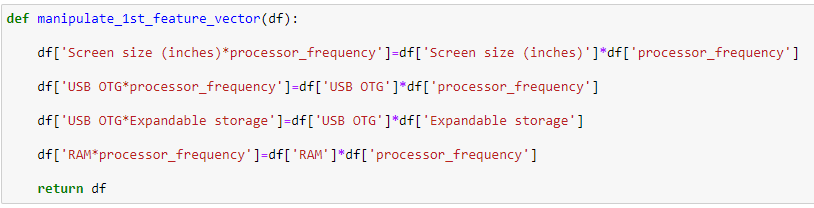 def manipulate_1st_feature_vector(df):
df['Screen size (inches)*processor_frequency']=df['Screen size (inches)']*df['processor_frequency']
df['USB OTG*processor_frequency']=df['USB OTG']*df['processor_frequency']
df['USB OTG*Expandable storage']=df['USB OTG']*df['Expandable storage']
df['RAM*processor_frequency']=df['RAM']*df['processor_frequency']
return df